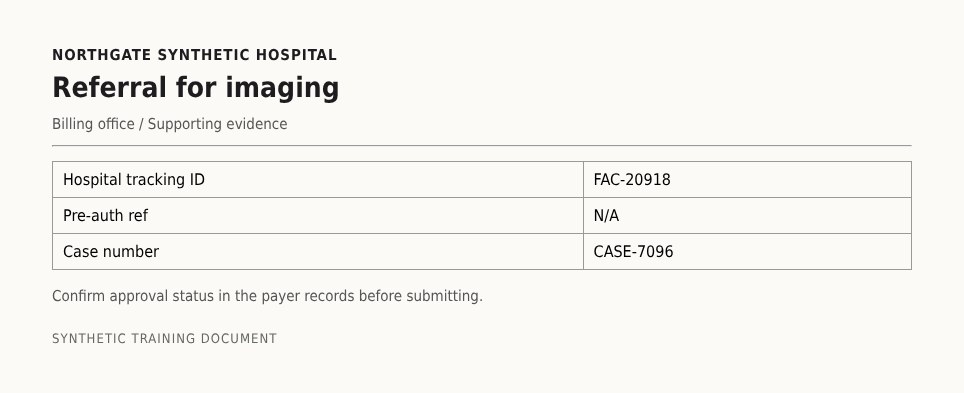 NORTHGATE SYNTHETIC HOSPITAL
Referral for imaging
Billing office / Supporting evidence
Hospital tracking ID FAC-20918
Pre-auth ref N/A
Case number CASE-7096
Confirm approval status in the payer records before submitting.
SYNTHETIC TRAINING DOCUMENT